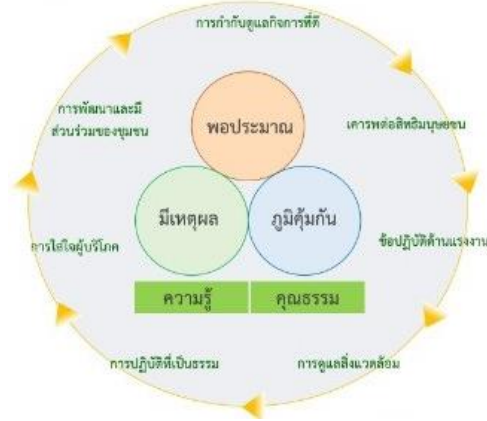 การกำกับดูแลกิจการที่ดี
การพัฒนาและมี
ส่วนร่วมของชุมชน
เคารพต่อสิทธิมนุษยชน
พอประมาณ
มีเหตุผล
ภูมิคุ้มกัน
การใส่ใจผู้บริโภค
ข้อปฏิบัติด้านแรงงาน
ความรู้
คุณธรรม
การปฏิบัติที่เป็นธรรม
การดูแลสิ่งแวดล้อม